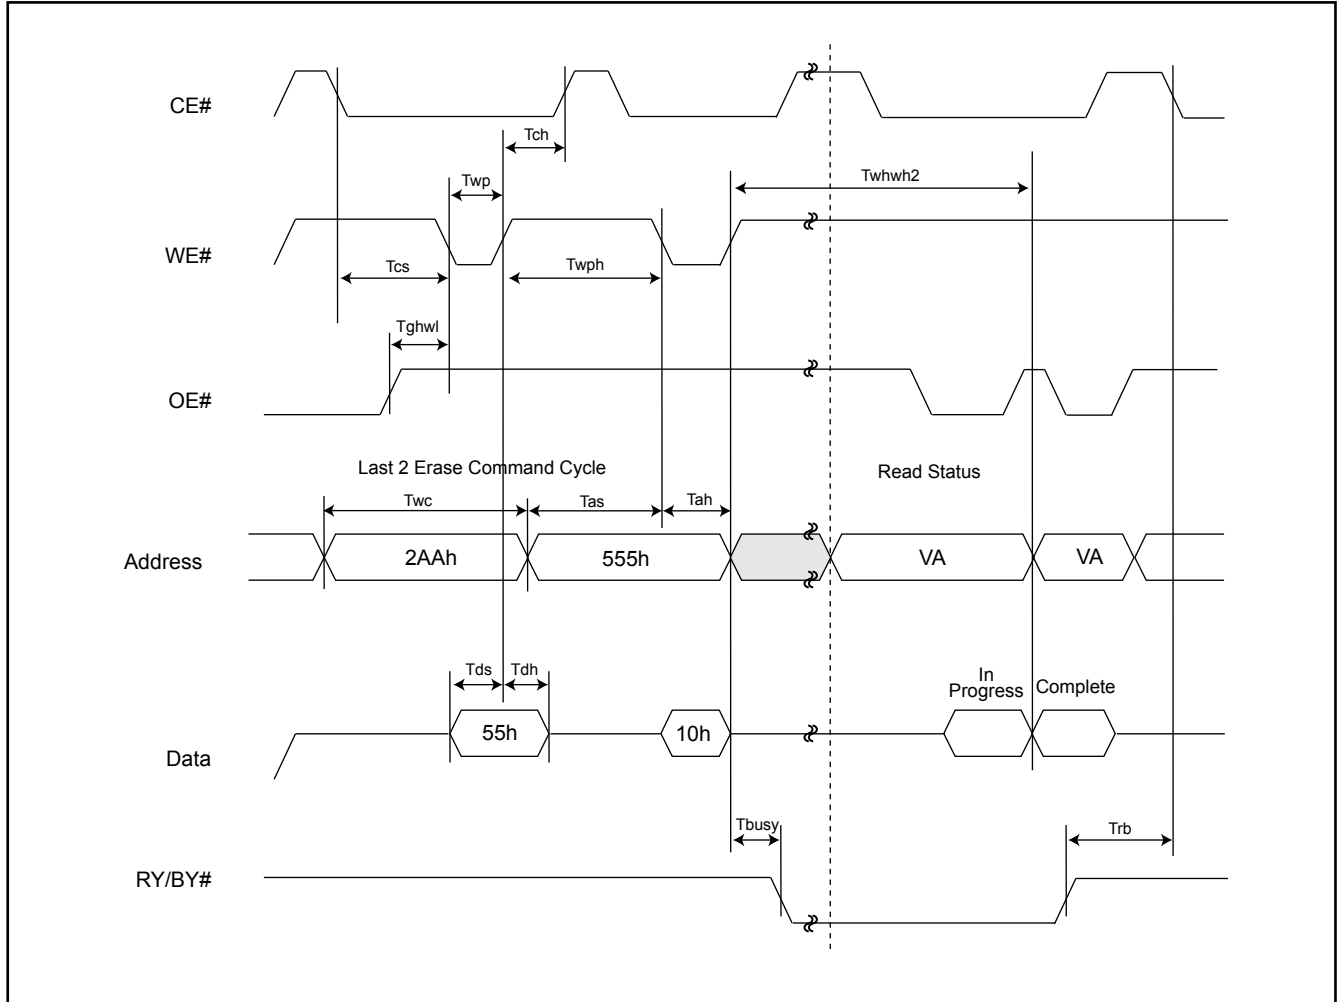 CE#
Tch
Twp
Twhwh2
WE#
Tcs
Twph
Tghwl
OE#
Last 2 Erase Command Cycle
Read Status
Twc
Tas
Tah
Address
2AAh
555h
VA
VA
Tds
Tdh
In
Progress
Complete
55h
10h
Data
Tbusy
Trb
RY/BY#